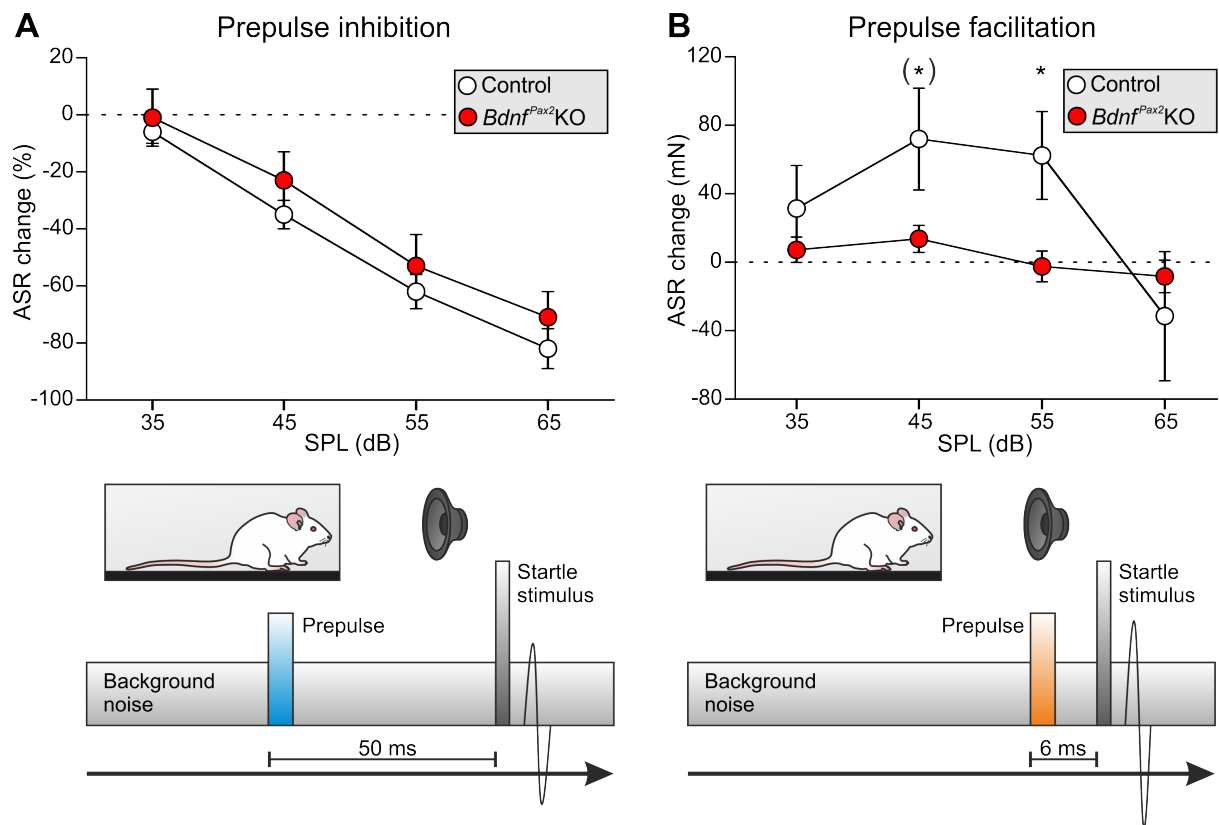 A
Prepulse inhibition
20
0
-20
-40
-60
-80
-100
ASR change (%)
35
45
55
65
SPL (dB)
Control
Bdnf^Pax2KO
Prepulse
Startle
stimulus
Background
noise
50 ms
B
Prepulse facilitation
120
80
40
0
-40
-80
ASR change (mN)
(*)
*
35
45
55
65
SPL (dB)
Control
Bdnf^Pax2KO
Prepulse
Startle
stimulus
Background
noise
6 ms